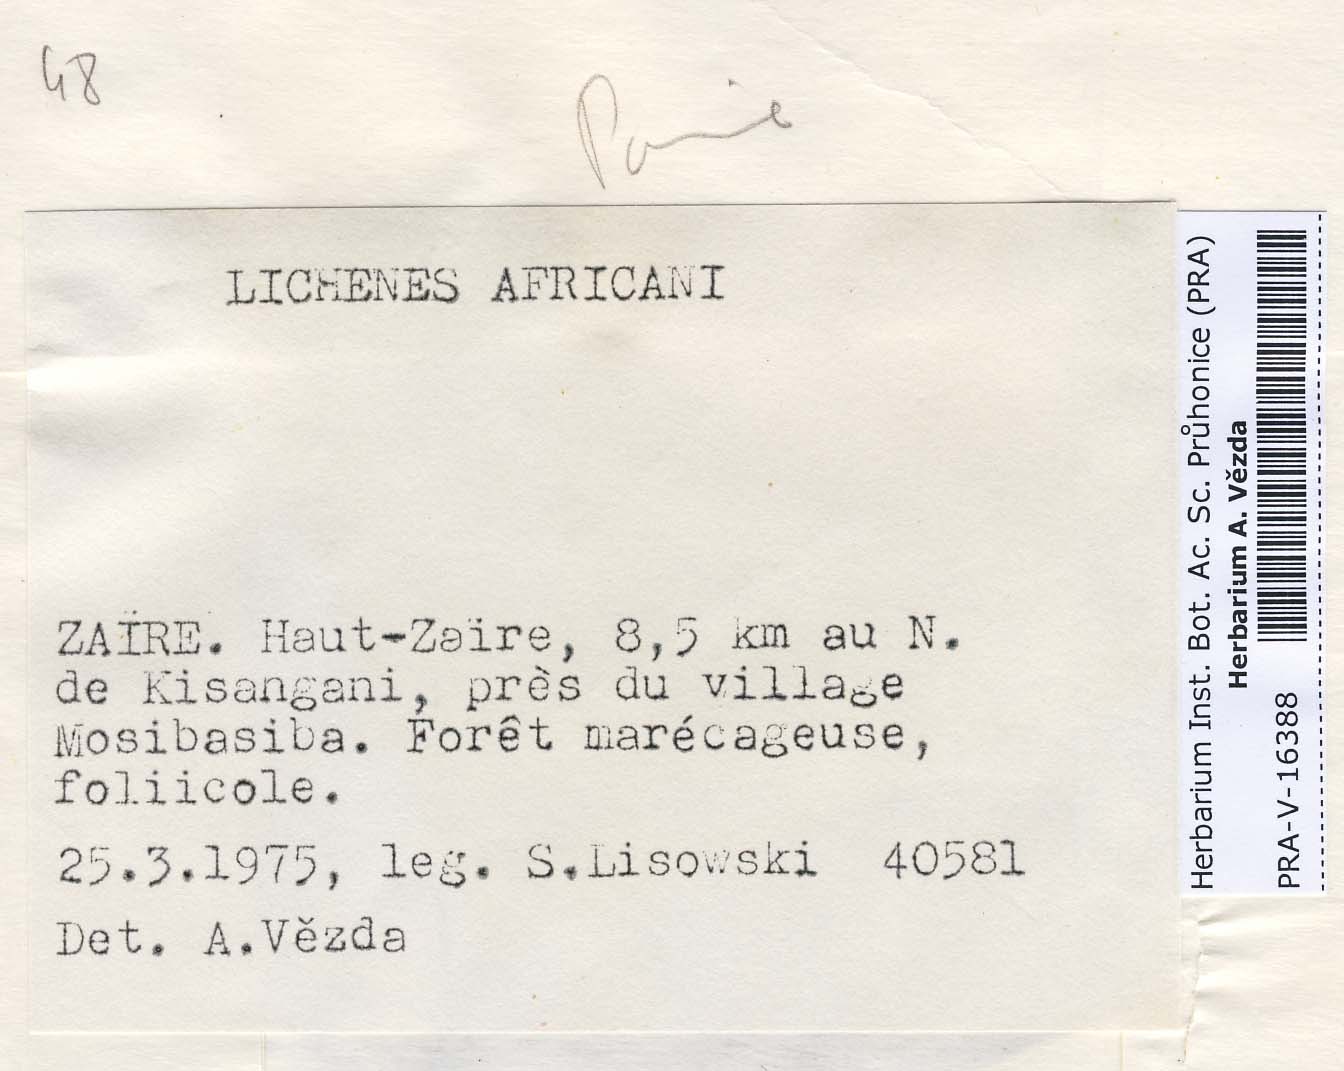 48
LICHENES AFRICANI
ZAÏRE. Haut-Zaïre, 8,5 km au N.
de Kisangani, près du village
Mosibasiba. Forêt marécageuse,
foliicole.
25.3.1975, leg. S.Lisowski 40581
Det. A.Vězda
Herbarium Inst. Bot. Ac. Sc. Průhonice (PRA)
Herbarium A. Vězda
PRA-V-16388